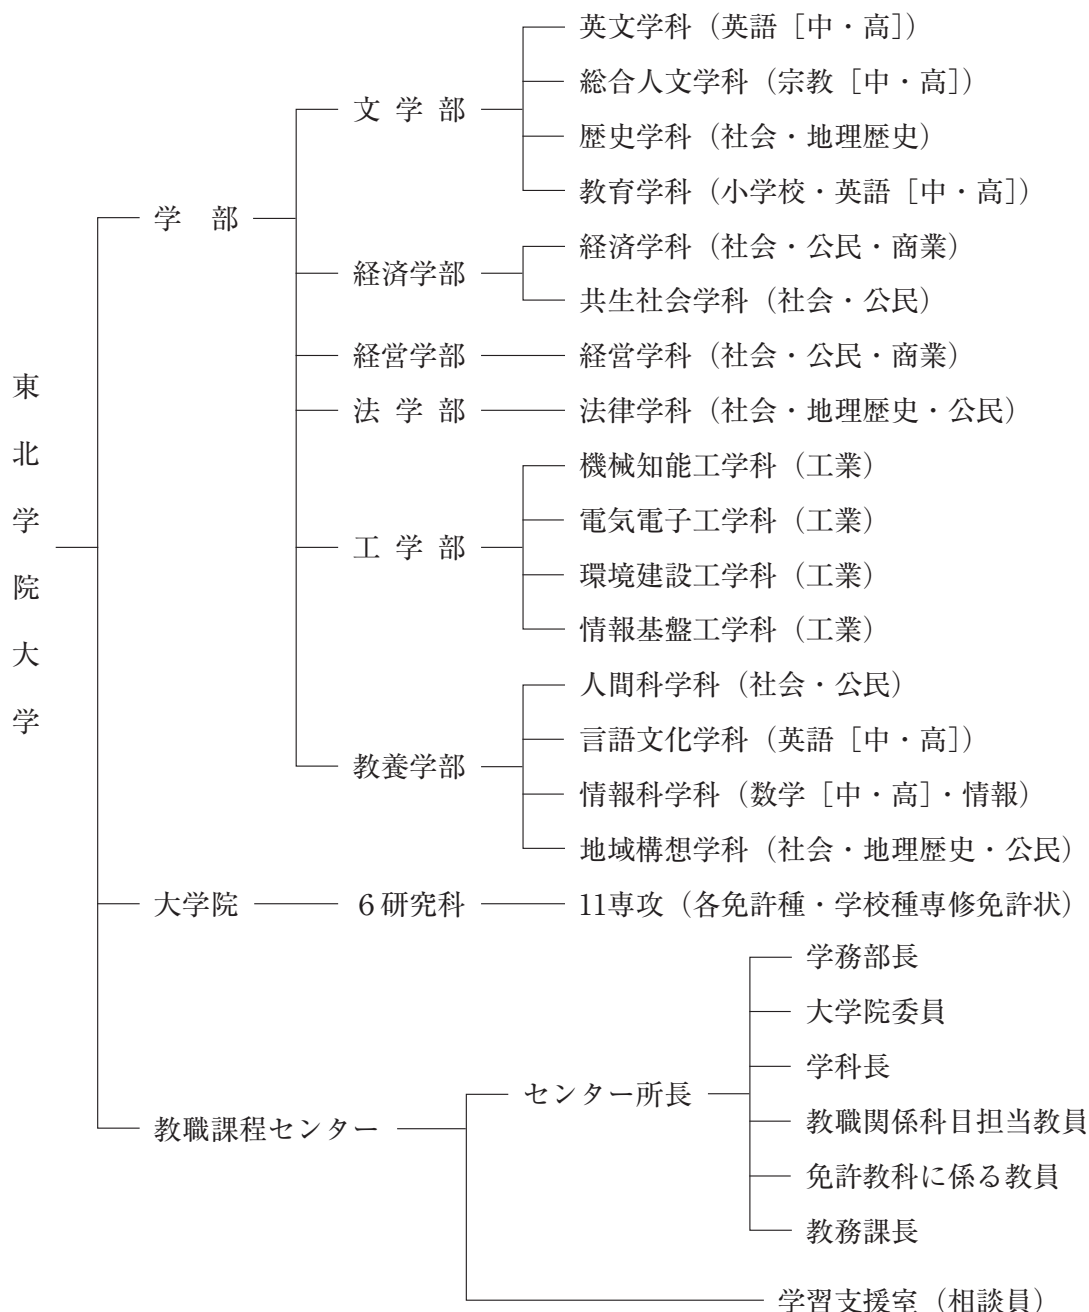 東北学院大学
学　部
文 学 部
英文学科（英語［中・高］）
総合人文学科（宗教［中・高］）
歴史学科（社会・地理歴史）
教育学科（小学校・英語［中・高］）
経済学部
経済学科（社会・公民・商業）
共生社会学科（社会・公民）
経営学部
経営学科（社会・公民・商業）
法 学 部
法律学科（社会・地理歴史・公民）
工 学 部
機械知能工学科（工業）
電気電子工学科（工業）
環境建設工学科（工業）
情報基盤工学科（工業）
教養学部
人間科学科（社会・公民）
言語文化学科（英語［中・高］）
情報科学科（数学［中・高］・情報）
地域構想学科（社会・地理歴史・公民）
大学院
６研究科
11専攻（各免許種・学校種専修免許状）
教職課程センター
センター所長
学務部長
大学院委員
学科長
教職関係科目担当教員
免許教科に係る教員
教務課長
学習支援室（相談員）